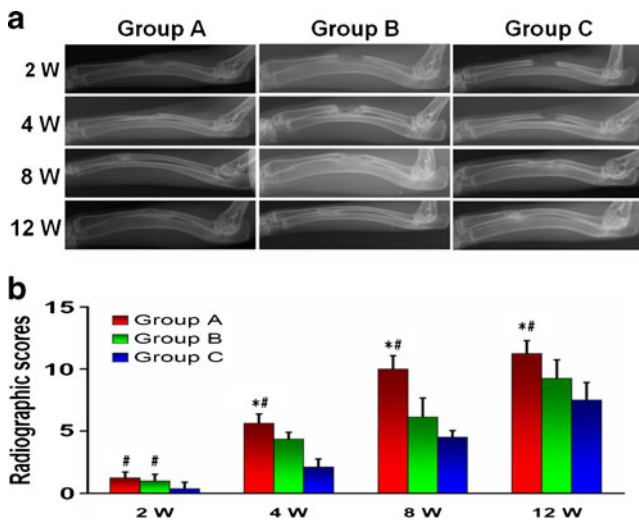 a
Group A Group B Group C
2 W
4 W
8 W
12 W
b
Radiographic scores
15
10
5
0
Group A
Group B
Group C
# #
*#
*#
*#
2 W 4 W 8 W 12 W